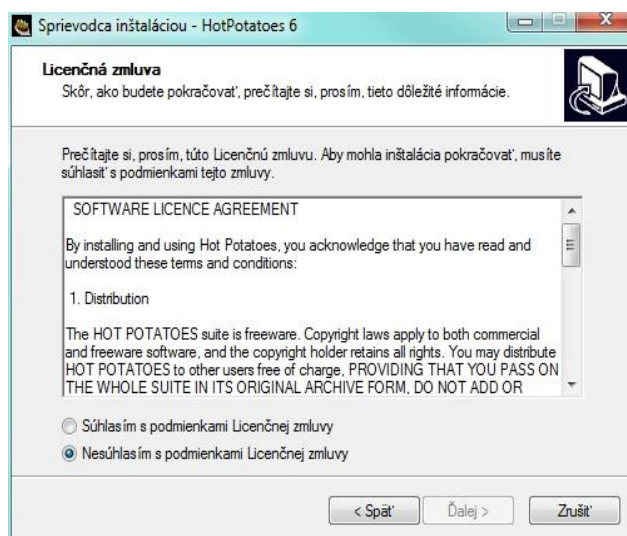 Sprievodca inštaláciou - HotPotatoes 6
Licenčná zmluva
Skôr, ako budete pokračovať, prečítajte si, prosím, tieto dôležité informácie.
Prečítajte si, prosím, túto Licenčnú zmluvu. Aby mohla inštalácia pokračovať, musíte
súhlasiť s podmienkami tejto zmluvy.
SOFTWARE LICENCE AGREEMENT
By installing and using Hot Potatoes, you acknowledge that you have read and
understood these terms and conditions:
1. Distribution
The HOT POTATOES suite is freeware. Copyright laws apply to both commercial
and freeware software, and the copyright holder retains all rights. You may distribute
HOT POTATOES to other users free of charge, PROVIDING THAT YOU PASS ON
THE WHOLE SUITE IN ITS ORIGINAL ARCHIVE FORM, DO NOT ADD OR
Súhlasím s podmienkami Licenčnej zmluvy
Nesúhlasím s podmienkami Licenčnej zmluvy
< Späť Ďalej > Zrušiť